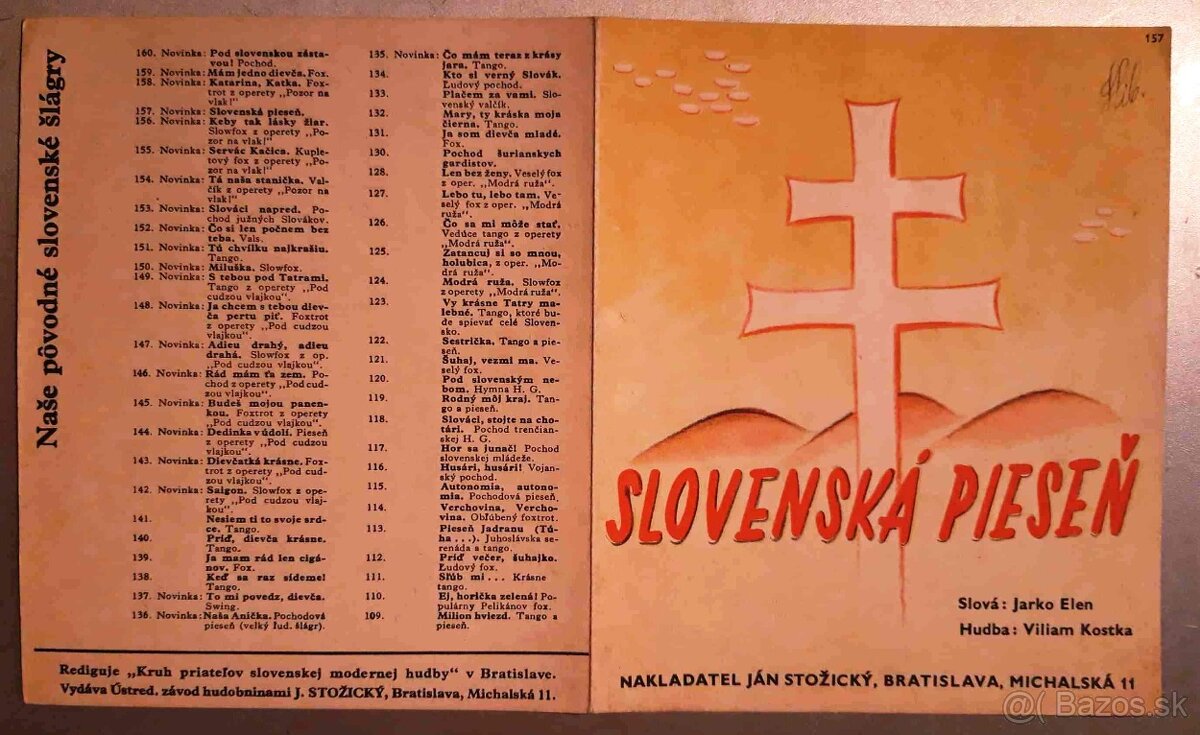 Naše pôvodné slovenské šlágry
160. Novinka: Pod slovenskou zásta-
vou! Pochod.
159. Novinka: Mám jedno dievča. Fox.
158. Novinka: Katarína, Katka. Fox-
trot z operety „Pozor na
vlak!"
157. Novinka: Slovenská pieseň.
156. Novinka: Keby tak lásky žiar.
Slowfox z operety „Po-
zor na vlak!"
155. Novinka: Servác Kačica. Kuple-
tový fox z operety „Po-
zor na vlak!"
154. Novinka: Tá naša stanička. Val-
čík z operety „Pozor na
vlak!"
153. Novinka: Slováci napred. Po-
chod južných Slovákov.
152. Novinka: Čo si len počnem bez
teba. Vals.
151. Novinka: Tú chvíľku najkrašiu.
Tango.
150. Novinka: Miluška. Slowfox.
149. Novinka: S tebou pod Tatrami.
Tango z operety „Pod
cudzou vlajkou".
148. Novinka: Ja chcem s tebou diev-
ča pertu piť. Foxtrot
z operety „Pod cudzou
vlajkou".
147. Novinka: Adieu drahý, adieu
drahá. Slowfox z op.
„Pod cudzou vlajkou".
146. Novinka: Rád mám ťa zem. Po-
chod z operety „Pod cud-
zou vlajkou".
145. Novinka: Budeš mojou panen-
kou. Foxtrot z operety
„Pod cudzou vlajkou".
144. Novinka: Dedinka v údolí. Pieseň
z operety „Pod cudzou
vlajkou".
143. Novinka: Dievčatká krásne. Fox-
trot z operety „Pod cud-
zou vlajkou".
142. Novinka: Saigon. Slowfox z ope-
rety „Pod cudzou vlaj-
kou".
141. Nesiem ti to svoje srd-
ce. Tango.
140. Príď, dievča krásne.
Tango.
139. Ja mam rád len cigá-
nov. Fox.
138. Keď sa raz sídeme!
Tango.
137. Novinka: To mi povedz, dievča.
Swing.
136. Novinka: Naša Anička. Pochodová
pieseň (velký ľud. šlágr).
135. Novinka: Čo mám teraz z krásy
jara. Tango.
134. Kto si verný Slovák.
Ľudový pochod.
133. Plačem za vami. Slo-
venský valčík.
132. Mary, ty kráska moja
čierna. Tango.
131. Ja som dievča mladé.
Fox.
130. Pochod šurianskych
gardistov.
128. Len bez ženy. Veselý fox
z oper. „Modrá ruža".
127. Lebo tu, lebo tam. Ve-
selý fox z oper. „Modrá
ruža".
126. Čo sa mi môže stať.
Vedúce tango z operety
„Modrá ruža".
125. Zatancuj si so mnou,
holubica, z oper. „Mo-
drá ruža".
124. Modrá ruža. Slowfox
z operety „Modrá ruža".
123. Vy krásne Tatry ma-
lebné. Tango, ktoré bu-
de spievať celé Sloven-
sko.
122. Sestrička. Tango a pie-
seň.
121. Šuhaj, vezmi ma. Ve-
selý fox.
120. Pod slovenským ne-
bom. Hymna H. G.
119. Rodný môj kraj. Tan-
go a pieseň.
118. Slováci, stojte na cho-
tári. Pochod trenčian-
skej H. G.
117. Hor sa junač! Pochod
slovenskej mládeže.
116. Husári, husári! Vojan-
ský pochod.
115. Autonomia, autono-
mia. Pochodová pieseň.
114. Verchovina, Vercho-
vina. Obľúbený foxtrot.
113. Pieseň Jadranu (Tú-
ha . . .). Juhoslávska se-
renáda a tango.
112. Príď večer, šuhajko.
Ľudový fox.
111. Sľúb mi . . . Krásne
tango.
110. Ej, horička zelená! Po-
pulárny Pelikánov fox.
109. Milion hviezd. Tango a
pieseň.
Rediguje „Kruh priateľov slovenskej modernej hudby" v Bratislave.
Vydáva Ústred. závod hudobninami J. STOŽICKÝ, Bratislava, Michalská 11.
157
SLOVENSKÁ PIESEŇ
Slová: Jarko Elen
Hudba: Viliam Kostka
NAKLADATEL JÁN STOŽICKÝ, BRATISLAVA, MICHALSKÁ 11
@( Bazos.sk